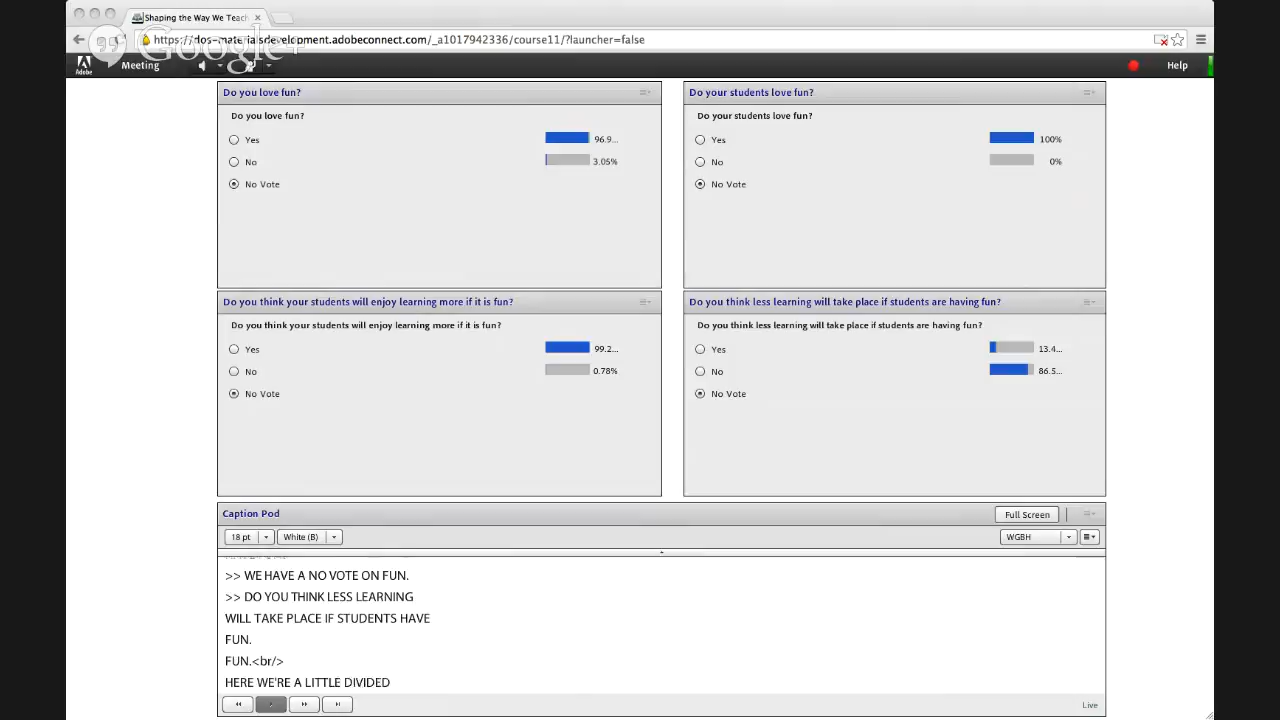 Shaping the Way We Teach
Google+
https://dos-materialsdevelopment.adobeconnect.com/_a1017942336/course11/?launcher=false
Adobe
Meeting
Help
Do you love fun?
Do you love fun?
Yes 96.9...
No 3.05%
No Vote
Do your students love fun?
Do your students love fun?
Yes 100%
No 0%
No Vote
Do you think your students will enjoy learning more if it is fun?
Do you think your students will enjoy learning more if it is fun?
Yes 99.2...
No 0.78%
No Vote
Do you think less learning will take place if students are having fun?
Do you think less learning will take place if students are having fun?
Yes 13.4...
No 86.5...
No Vote
Caption Pod
Full Screen
18 pt White (B) WGBH
>> WE HAVE A NO VOTE ON FUN.
>> DO YOU THINK LESS LEARNING
WILL TAKE PLACE IF STUDENTS HAVE
FUN.
FUN.<br/>
HERE WE'RE A LITTLE DIVIDED
Live